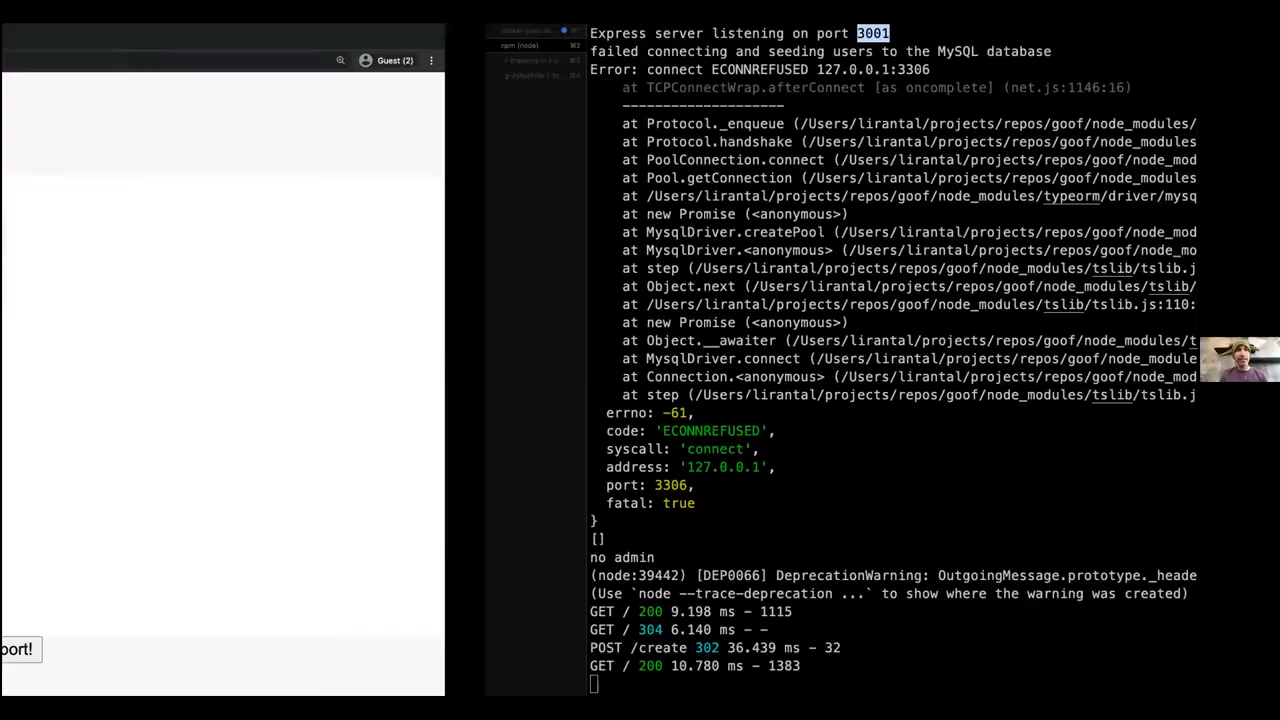 Guest (2)
oort!
npm (node) ⌘2
Express server listening on port 3001
failed connecting and seeding users to the MySQL database
Error: connect ECONNREFUSED 127.0.0.1:3306
at TCPConnectWrap.afterConnect [as oncomplete] (net.js:1146:16)
--------------------
at Protocol._enqueue (/Users/lirantal/projects/repos/goof/node_modules/
at Protocol.handshake (/Users/lirantal/projects/repos/goof/node_modules
at PoolConnection.connect (/Users/lirantal/projects/repos/goof/node_mod
at Pool.getConnection (/Users/lirantal/projects/repos/goof/node_modules
at /Users/lirantal/projects/repos/goof/node_modules/typeorm/driver/mysq
at new Promise (<anonymous>)
at MysqlDriver.createPool (/Users/lirantal/projects/repos/goof/node_mod
at MysqlDriver.<anonymous> (/Users/lirantal/projects/repos/goof/node_mo
at step (/Users/lirantal/projects/repos/goof/node_modules/tslib/tslib.j
at Object.next (/Users/lirantal/projects/repos/goof/node_modules/tslib/
at /Users/lirantal/projects/repos/goof/node_modules/tslib/tslib.js:110:
at new Promise (<anonymous>)
at Object.__awaiter (/Users/lirantal/projects/repos/goof/node_modules/t
at MysqlDriver.connect (/Users/lirantal/projects/repos/goof/node_module
at Connection.<anonymous> (/Users/lirantal/projects/repos/goof/node_mod
at step (/Users/lirantal/projects/repos/goof/node_modules/tslib/tslib.j
errno: -61,
code: 'ECONNREFUSED',
syscall: 'connect',
address: '127.0.0.1',
port: 3306,
fatal: true
}
[]
no admin
(node:39442) [DEP0066] DeprecationWarning: OutgoingMessage.prototype._heade
(Use `node --trace-deprecation ...` to show where the warning was created)
GET / 200 9.198 ms - 1115
GET / 304 6.140 ms - -
POST /create 302 36.439 ms - 32
GET / 200 10.780 ms - 1383